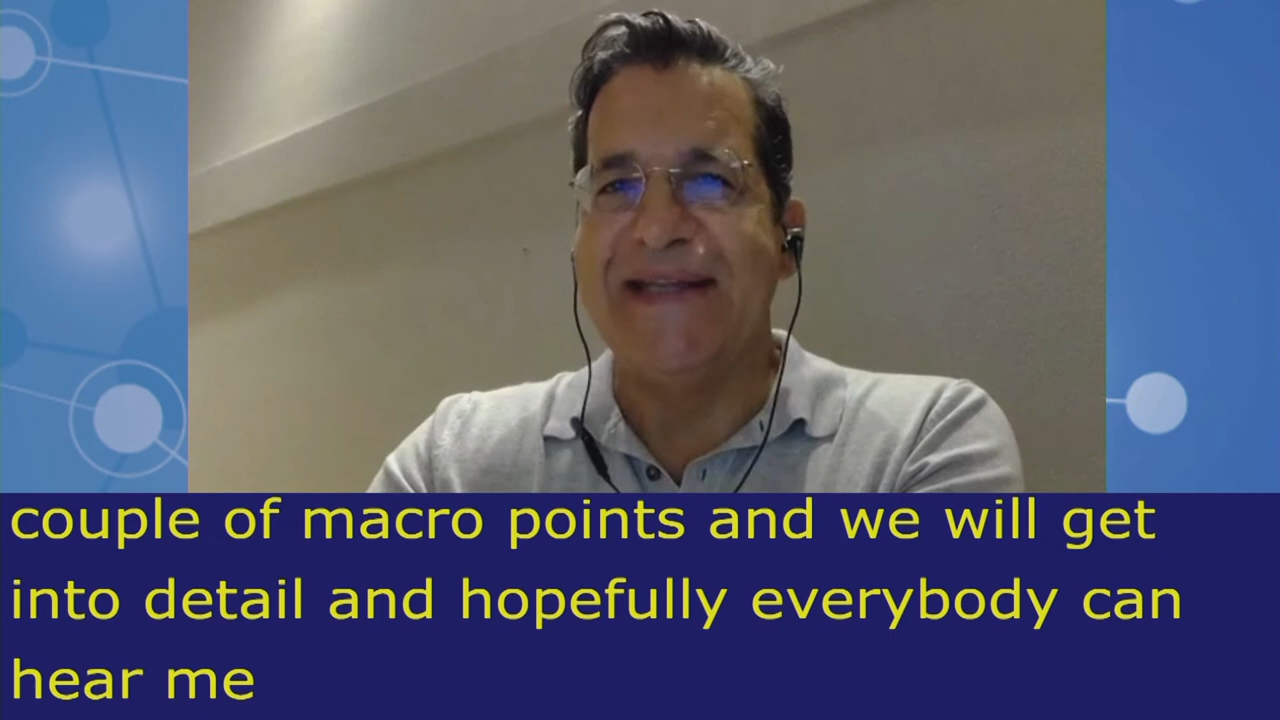 couple of macro points and we will get
into detail and hopefully everybody can
hear me